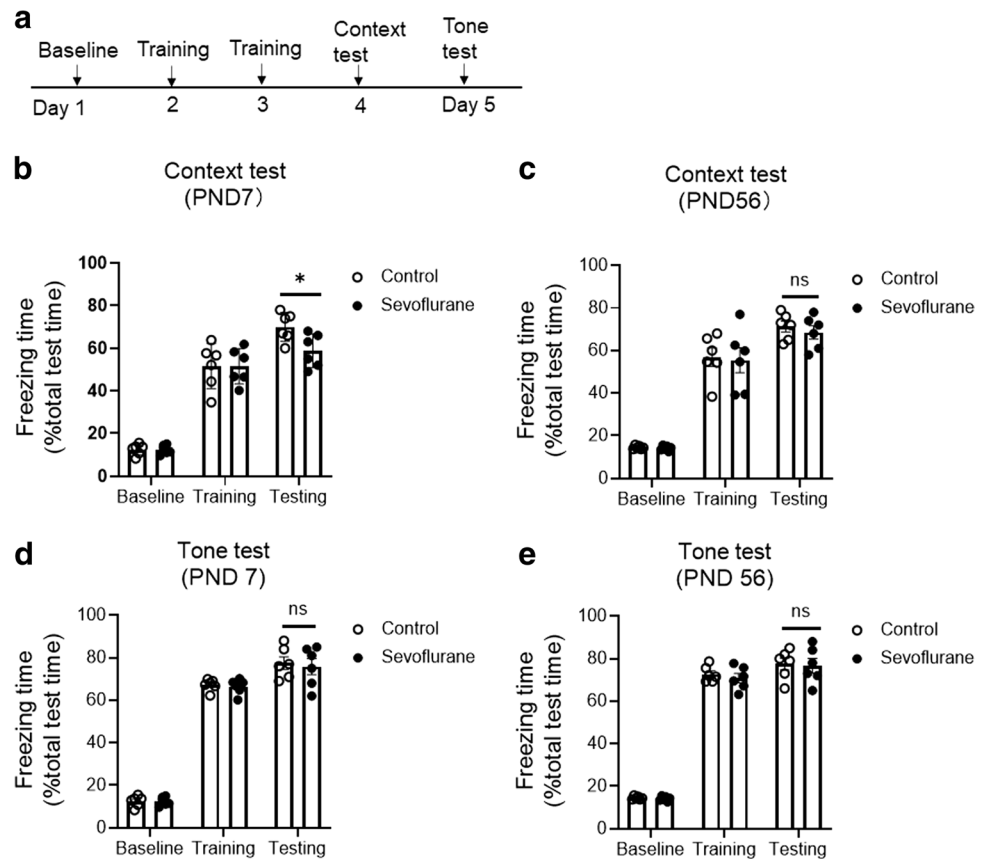 a
Baseline Training Training Context test Tone test
Day 1 2 3 4 Day 5
b
Context test
(PND7)
Freezing time
(%total test time)
100
80
60
40
20
0
*
Control
Sevoflurane
Baseline Training Testing
c
Context test
(PND56)
Freezing time
(%total test time)
100
80
60
40
20
0
ns
Control
Sevoflurane
Baseline Training Testing
d
Tone test
(PND 7)
Freezing time
(%total test time)
100
80
60
40
20
0
ns
Control
Sevoflurane
Baseline Training Testing
e
Tone test
(PND 56)
Freezing time
(%total test time)
100
80
60
40
20
0
ns
Control
Sevoflurane
Baseline Training Testing